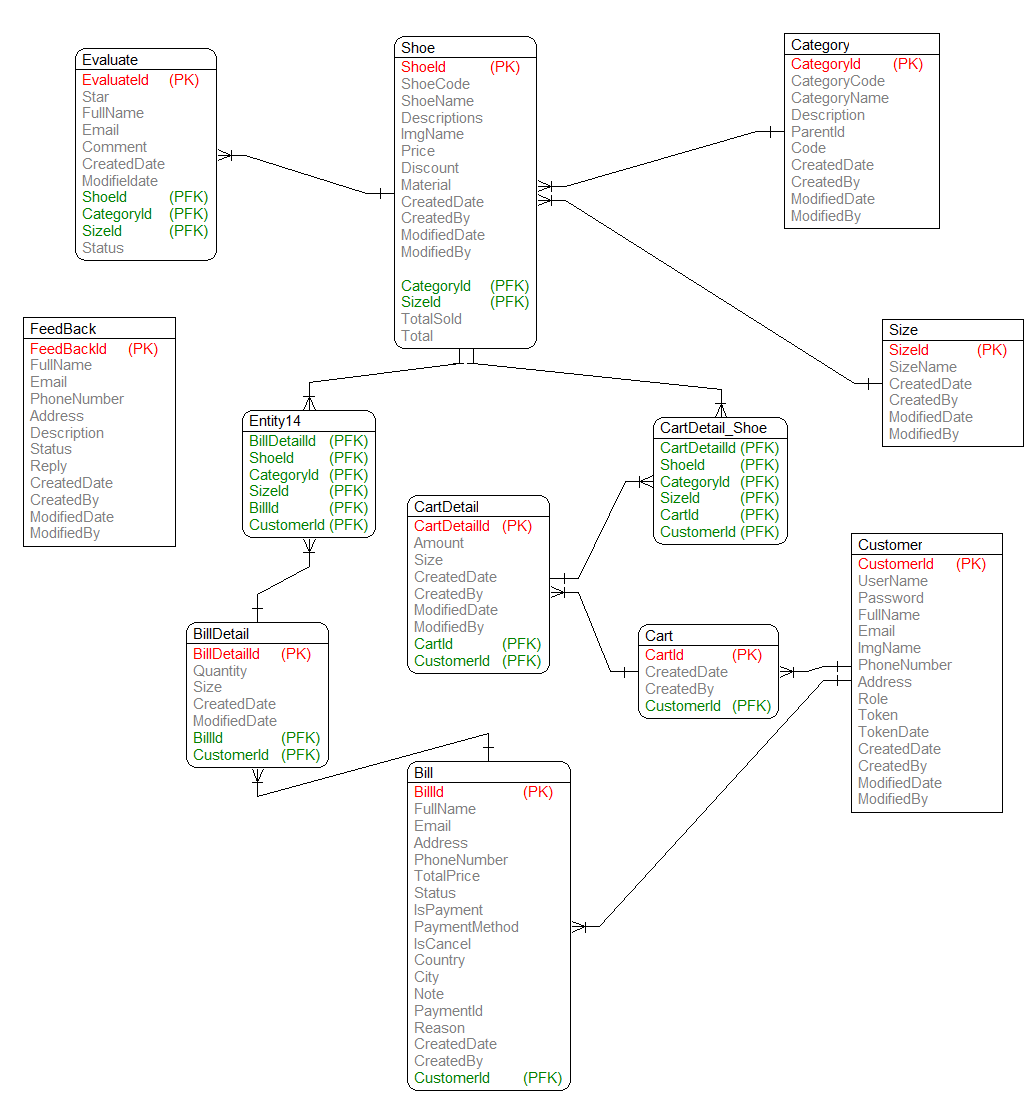 Evaluate
EvaluateId (PK)
Star
FullName
Email
Comment
CreatedDate
Modifieldate
ShoeId (PFK)
CategoryId (PFK)
SizeId (PFK)
Status
Shoe
ShoeId (PK)
ShoeCode
ShoeName
Descriptions
ImgName
Price
Discount
Material
CreatedDate
CreatedBy
ModifiedDate
ModifiedBy
CategoryId (PFK)
SizeId (PFK)
TotalSold
Total
Category
CategoryId (PK)
CategoryCode
CategoryName
Description
ParentId
Code
CreatedDate
CreatedBy
ModifiedDate
ModifiedBy
FeedBack
FeedBackId (PK)
FullName
Email
PhoneNumber
Address
Description
Status
Reply
CreatedDate
CreatedBy
ModifiedDate
ModifiedBy
Size
SizeId (PK)
SizeName
CreatedDate
CreatedBy
ModifiedDate
ModifiedBy
Entity14
BillDetailId (PFK)
ShoeId (PFK)
CategoryId (PFK)
SizeId (PFK)
BillId (PFK)
CustomerId (PFK)
CartDetail_Shoe
CartDetailId (PFK)
ShoeId (PFK)
CategoryId (PFK)
SizeId (PFK)
CartId (PFK)
CustomerId (PFK)
CartDetail
CartDetailId (PK)
Amount
Size
CreatedDate
CreatedBy
ModifiedDate
ModifiedBy
CartId (PFK)
CustomerId (PFK)
Customer
CustomerId (PK)
UserName
Password
FullName
Email
ImgName
PhoneNumber
Address
Role
Token
TokenDate
CreatedDate
CreatedBy
ModifiedDate
ModifiedBy
BillDetail
BillDetailId (PK)
Quantity
Size
CreatedDate
ModifiedDate
BillId (PFK)
CustomerId (PFK)
Cart
CartId (PK)
CreatedDate
CreatedBy
CustomerId (PFK)
Bill
BillId (PK)
FullName
Email
Address
PhoneNumber
TotalPrice
Status
IsPayment
PaymentMethod
IsCancel
Country
City
Note
PaymentId
Reason
CreatedDate
CreatedBy
CustomerId (PFK)